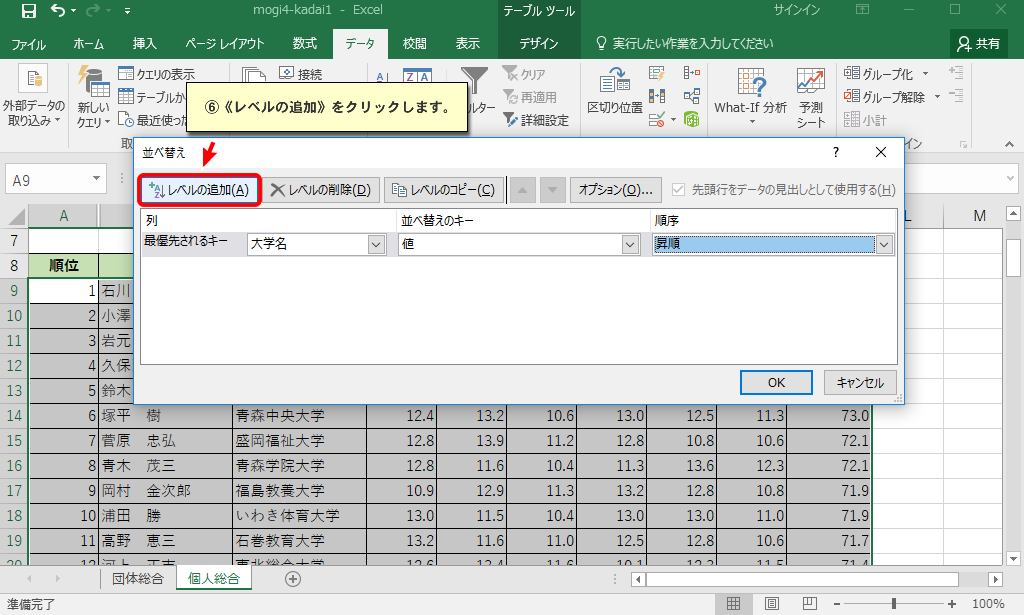 mogi4-kadai1 - Excel
テーブル ツール
サインイン
ファイル ホーム 挿入 ページ レイアウト 数式 データ 校閲 表示 デザイン 実行したい作業を入力してください 共有
外部データの
取り込み
新しい
クエリ
クエリの表示
テーブルか
最近使った
接続
⑥《レベルの追加》をクリックします。
クリア
再適用
詳細設定
区切り位置
What-If 分析
予測
シート
グループ化
グループ解除
小計
並べ替え
? ×
A9
レベルの追加(A) レベルの削除(D) レベルのコピー(C) オプション(O)... 先頭行をデータの見出しとして使用する(H)
列 並べ替えのキー 順序
最優先されるキー 大学名 値 昇順
OK キャンセル
A L M
7
8 順位
9 1 石川
10 2 小澤
11 3 岩元
12 4 久保
13 5 鈴木
14 6 塚平 樹 青森中央大学 12.4 13.2 10.6 13.0 12.5 11.3 73.0
15 7 菅原 忠弘 盛岡福祉大学 12.8 13.9 11.2 12.8 10.8 10.6 72.1
16 8 青木 茂三 青森学院大学 12.8 11.6 10.4 11.3 13.6 12.3 72.1
17 9 岡村 金次郎 福島教養大学 10.9 12.9 11.3 13.2 12.8 10.8 71.9
18 10 浦田 勝 いわき体育大学 13.0 11.5 10.4 13.0 13.0 11.0 71.9
19 11 高野 恵三 石巻教育大学 13.2 11.6 11.0 12.5 12.8 10.6 71.7
団体総合 個人総合
準備完了
100%